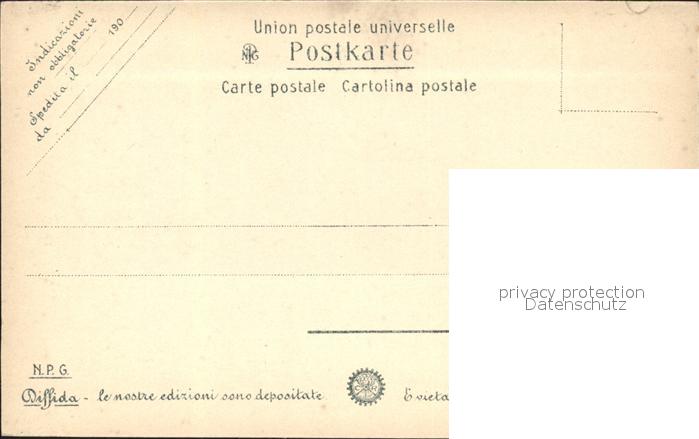 Indicazioni
non obbligatorie
Spedita il 190
da
Union postale universelle
NPG Postkarte
Carte postale Cartolina postale
privacy protection
Datenschutz
N.P.G.
Diffida - le nostre edizioni sono depositate E vieta